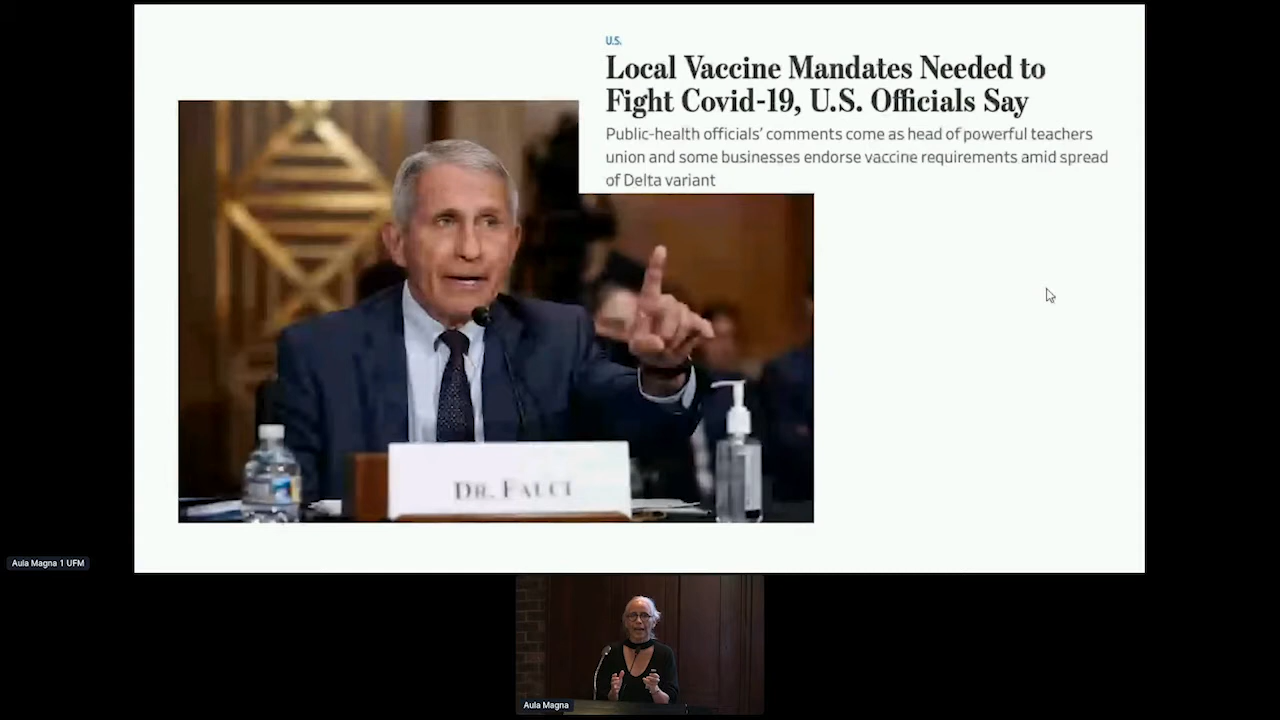 U.S.
Local Vaccine Mandates Needed to
Fight Covid-19, U.S. Officials Say
Public-health officials' comments come as head of powerful teachers
union and some businesses endorse vaccine requirements amid spread
of Delta variant
DR. FAUCI
Aula Magna 1 UFM
Aula Magna